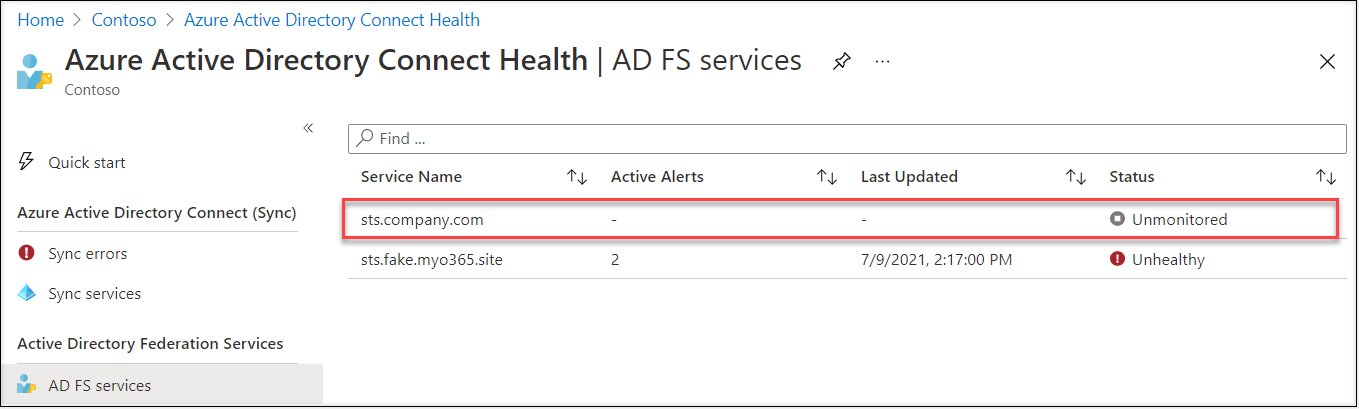 Home > Contoso > Azure Active Directory Connect Health
Azure Active Directory Connect Health | AD FS services
Contoso
Quick start
Azure Active Directory Connect (Sync)
Sync errors
Sync services
Active Directory Federation Services
AD FS services
Find ...
Service Name Active Alerts Last Updated Status
sts.company.com - - Unmonitored
sts.fake.myo365.site 2 7/9/2021, 2:17:00 PM Unhealthy